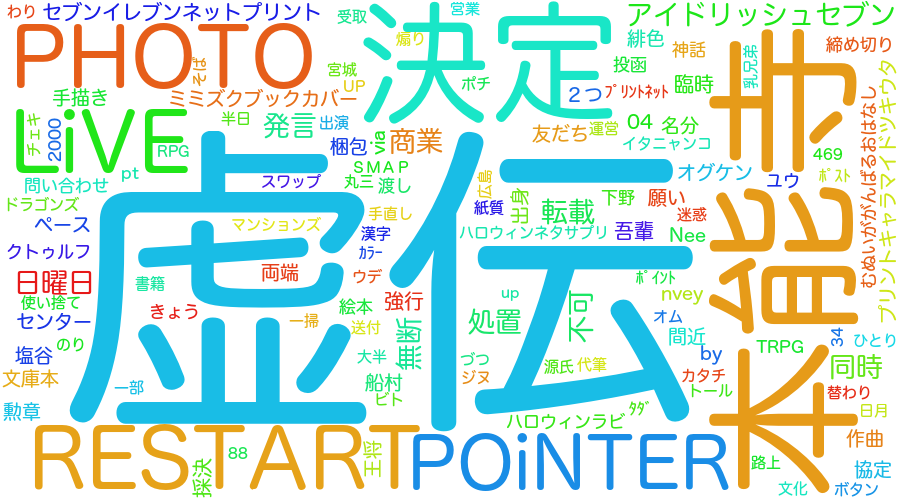 わり
セブンイレブンネットプリント
受取
営業
アイドリッシュセブン
PHOTO
そば
煽り
緋色
神話
締め切り
乳兄弟
宮城
UP
決定
ポチ
投函
臨時
手描き
ミミズクブックカバー
2つ
プリントネット
LiVE
チェキ
2000
半日
出演
発言
via
商業
友だち
運営
04
名分
RPG
梱包
イタニャンコ
本能寺
むぬいががんばるおはなし
プリントキャラマイドツキウタ
469
ポスト
問い合わせ
pt
スワップ
SMAP
丸三
渡し
オグケン
ユウ
ドラゴンズ
虚伝
広島
紙質
出身
転載
下野
願い
迷惑
ペース
マンションズ
手直し
漢字
カラー
ハロウィンネタサプリ
吾輩
Nee
クトゥルフ
両端
ウデ
日曜日
書籍
強行
up
処置
不可
ポイント
nvey
使い捨て
きょう
絵本
一掃
送付
無断
オム
間近
34
ひとり
センター
のり
大半
づつ
源氏
代筆
by
TRPG
塩谷
船村
ビト
ジヌ
カタチ
同時
文庫本
一部
トール
替わり
勲章
タダ
ハロウィンラビ
日月
RESTART
POiNTER
作曲
採決
88
王将
路上
協定
文化
ボタン